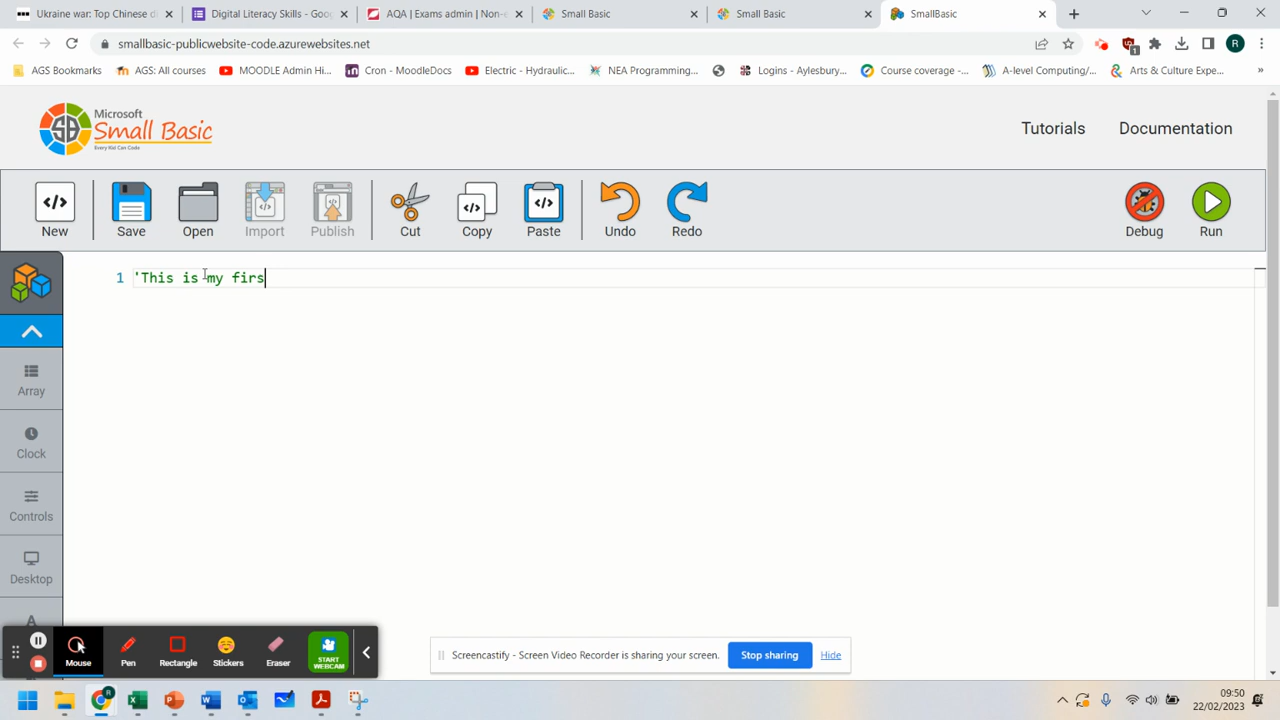 Ukraine war: Top Chinese di
Digital Literacy Skills - Goog
AQA | Exams admin | Non-e
Small Basic
Small Basic
SmallBasic
smallbasic-publicwebsite-code.azurewebsites.net
AGS Bookmarks
AGS: All courses
MOODLE Admin Hi...
Cron - MoodleDocs
Electric - Hydraulic...
NEA Programming...
Logins - Aylesbury...
Course coverage -...
A-level Computing/...
Arts & Culture Expe...
»
Microsoft
Small Basic
Every Kid Can Code
Tutorials
Documentation
New
Save
Open
Import
Publish
Cut
Copy
Paste
Undo
Redo
Debug
Run
1 'This is my firs
Array
Clock
Controls
Desktop
Mouse
Pen
Rectangle
Stickers
Eraser
START
WEBCAM
Screencastify - Screen Video Recorder is sharing your screen.
Stop sharing
Hide
09:50
22/02/2023